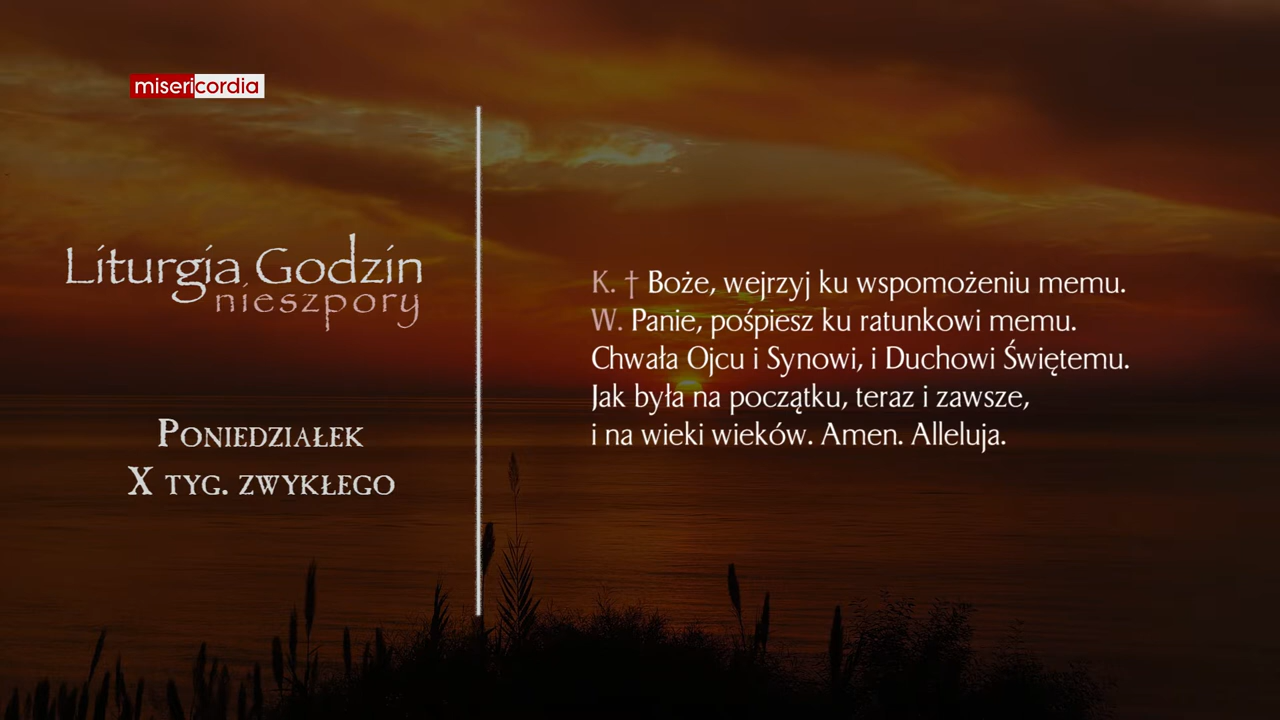 misericordia
Liturgia Godzin
nieszpory
Poniedziałek
X tyg. zwykłego
K. † Boże, wejrzyj ku wspomożeniu memu.
W. Panie, pośpiesz ku ratunkowi memu.
Chwała Ojcu i Synowi, i Duchowi Świętemu.
Jak była na początku, teraz i zawsze,
i na wieki wieków. Amen. Alleluja.